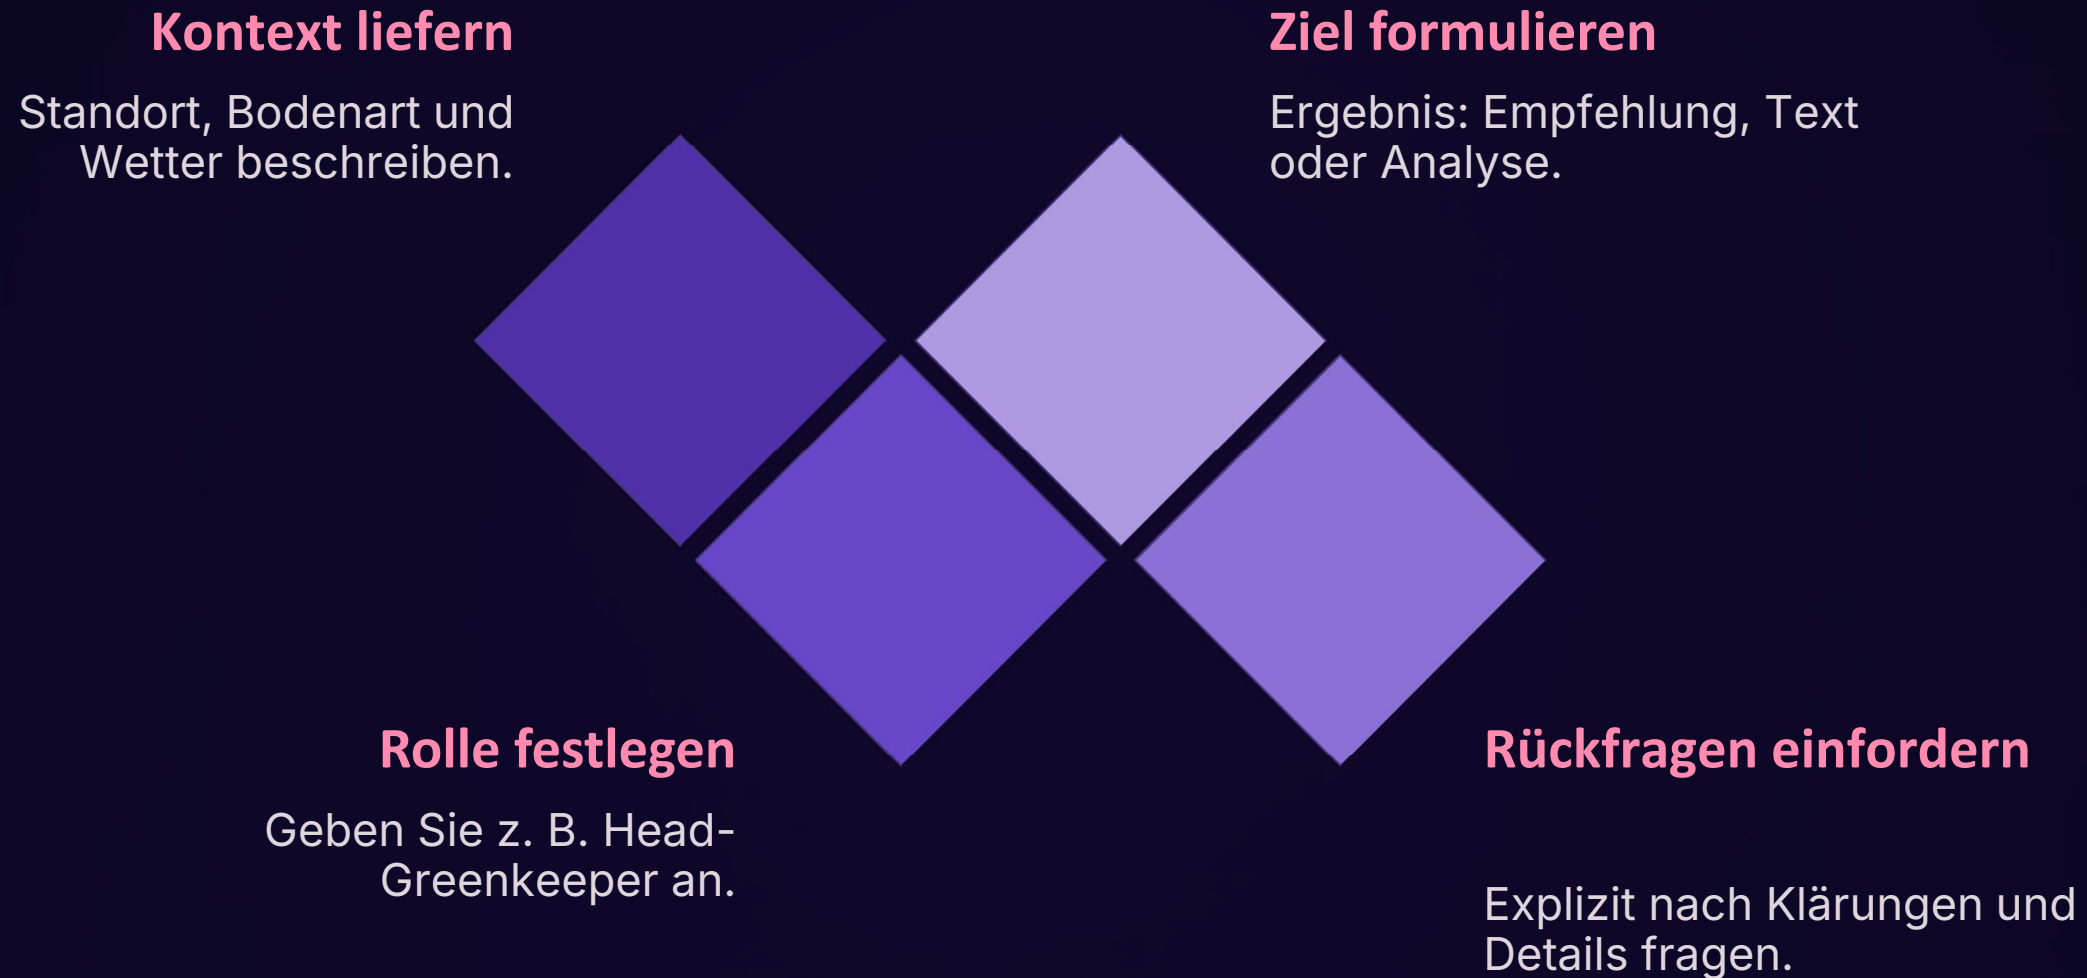 Kontext liefern
Standort, Bodenart und
Wetter beschreiben.
Ziel formulieren
Ergebnis: Empfehlung, Text
oder Analyse.
Rolle festlegen
Geben Sie z. B. Head-
Greenkeeper an.
Rückfragen einfordern
Explizit nach Klärungen und
Details fragen.